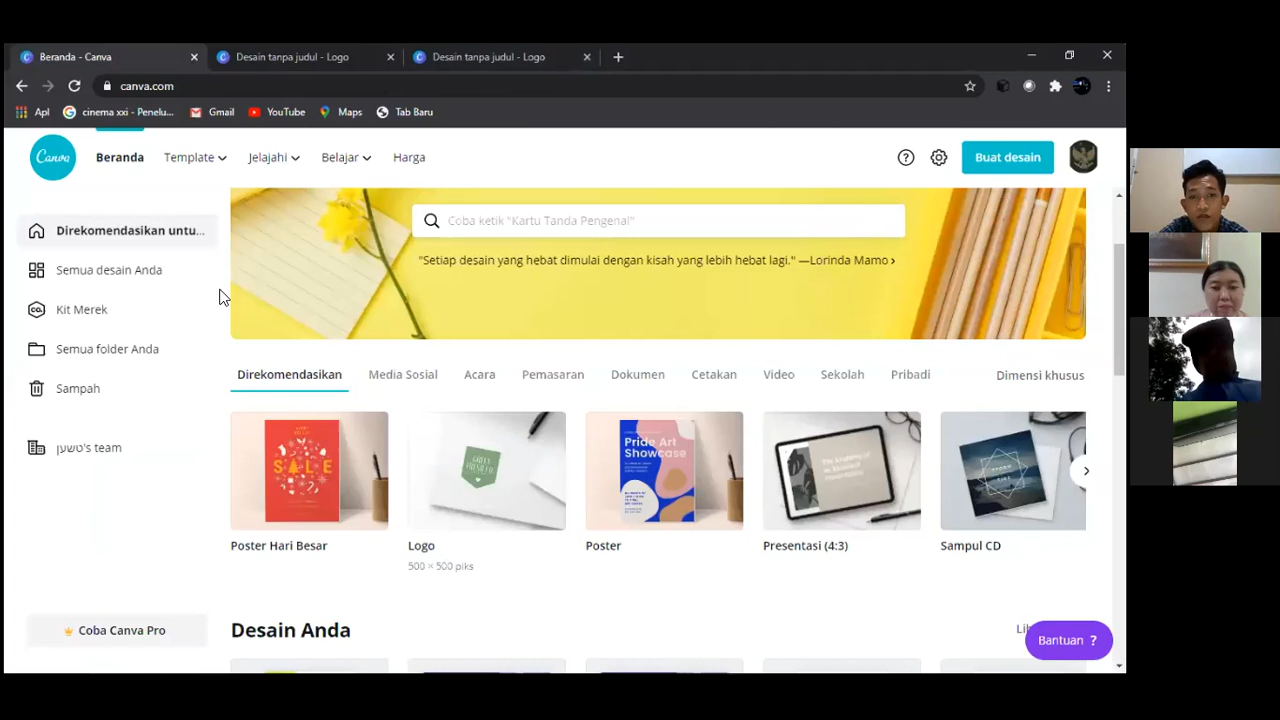 Beranda - Canva
Desain tanpa judul - Logo
Desain tanpa judul - Logo
canva.com
Apl
cinema xxi - Penelu...
Gmail
YouTube
Maps
Tab Baru
Canva
Beranda
Template
Jelajahi
Belajar
Harga
Buat desain
Direkomendasikan untu...
Semua desain Anda
Kit Merek
Semua folder Anda
Sampah
טשען's team
Coba Canva Pro
Coba ketik "Kartu Tanda Pengenal"
"Setiap desain yang hebat dimulai dengan kisah yang lebih hebat lagi." —Lorinda Mamo ›
Direkomendasikan
Media Sosial
Acara
Pemasaran
Dokumen
Cetakan
Video
Sekolah
Pribadi
Dimensi khusus
SALE
Pride Art
Showcase
Poster Hari Besar
Logo
500 × 500 piks
Poster
Presentasi (4:3)
Sampul CD
Desain Anda
Bantuan ?